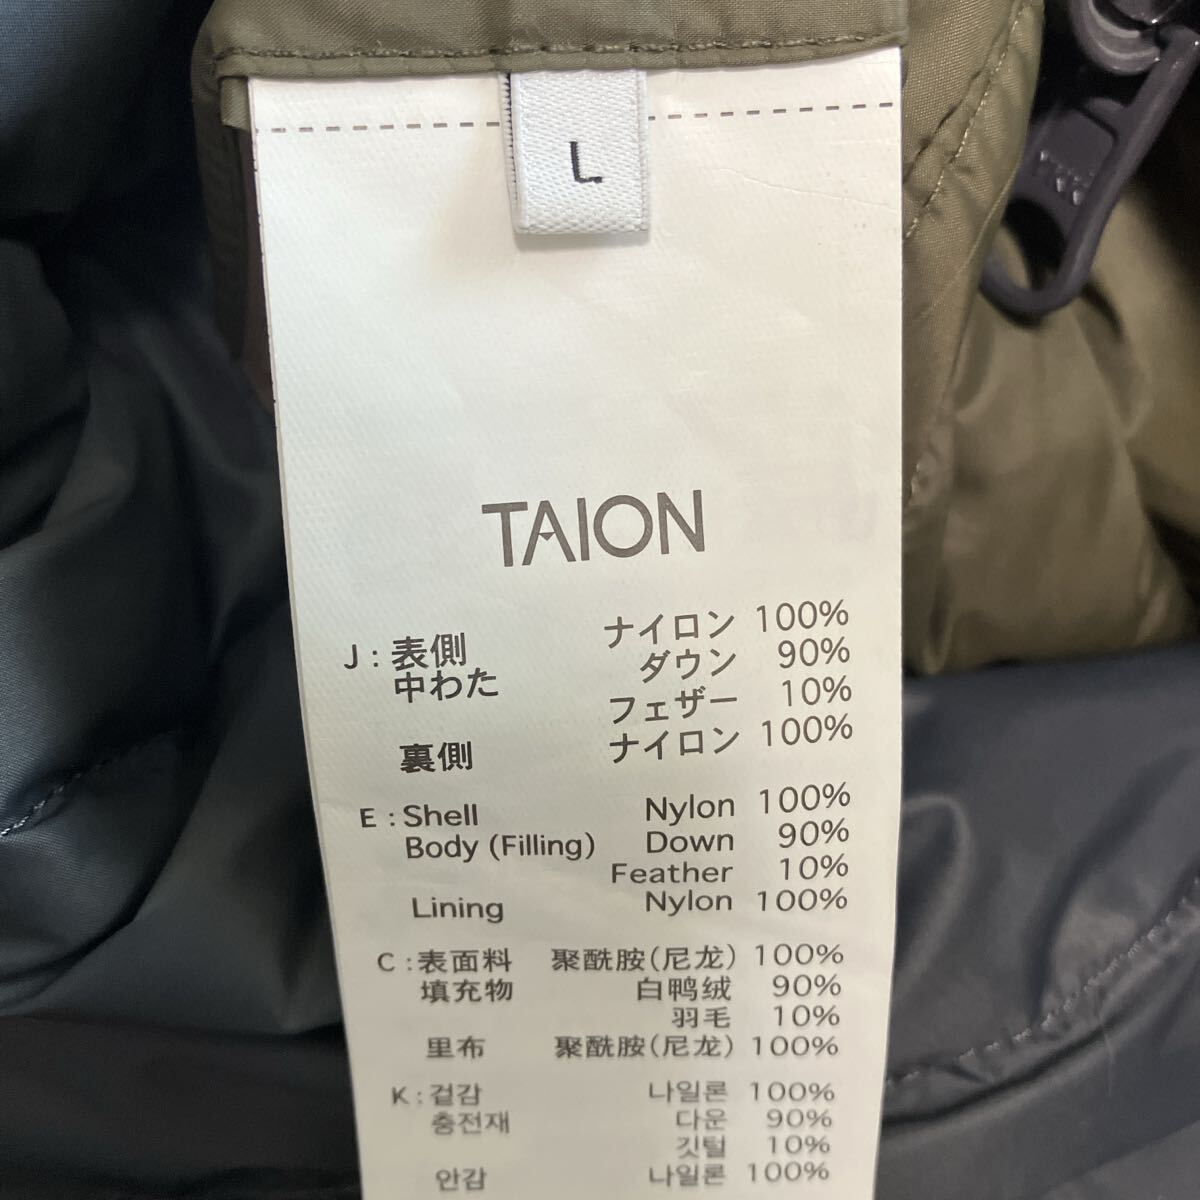 L
TAION
J : 表側 ナイロン 100%
中わた ダウン 90%
フェザー 10%
裏側 ナイロン 100%
E : Shell Nylon 100%
Body (Filling) Down 90%
Feather 10%
Lining Nylon 100%
C : 表面料 聚酰胺(尼龙) 100%
填充物 白鸭绒 90%
羽毛 10%
里布 聚酰胺(尼龙) 100%
K : 겉감 나일론 100%
충전재 다운 90%
깃털 10%
안감 나일론 100%